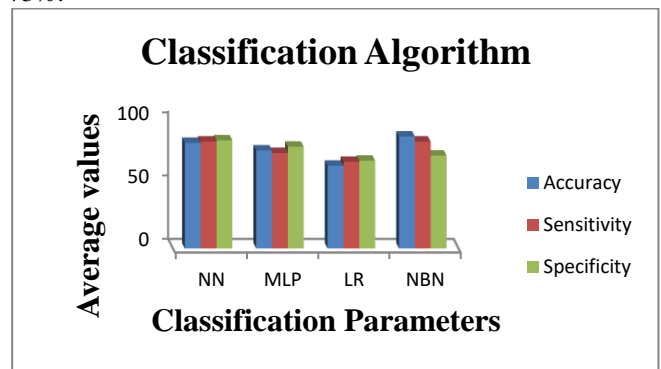 Classification Algorithm
Average values
100
50
0
NN MLP LR NBN
Accuracy
Sensitivity
Specificity
Classification Parameters